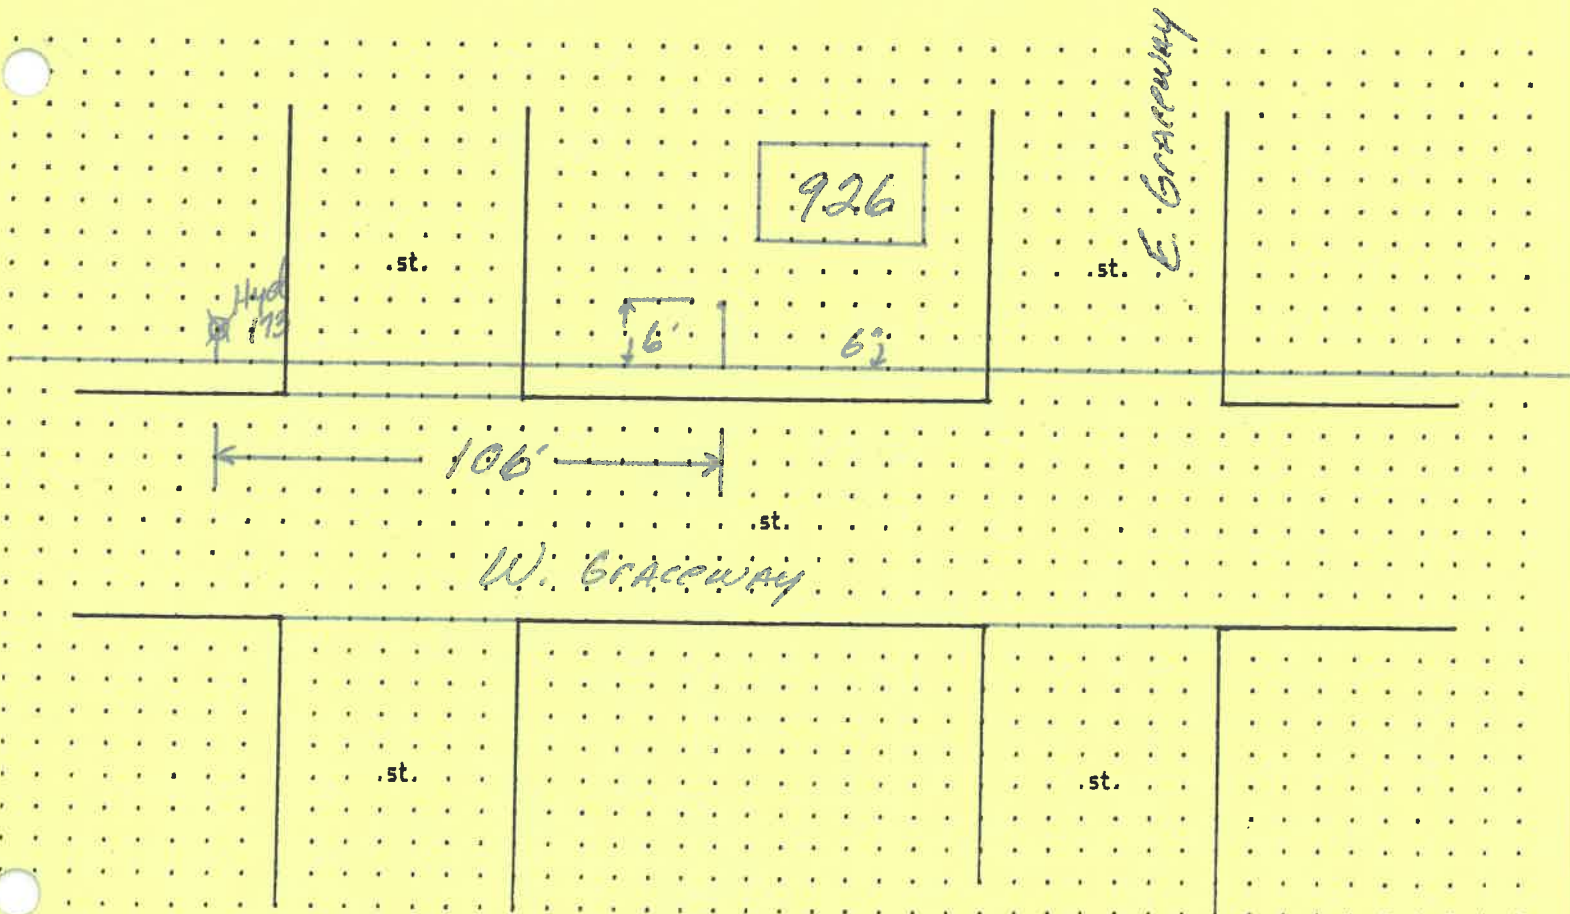 E. GRACEWAY
926
st.
st.
Hyd
173
6'
6"
106'
st.
W. GRACEWAY
st.
st.